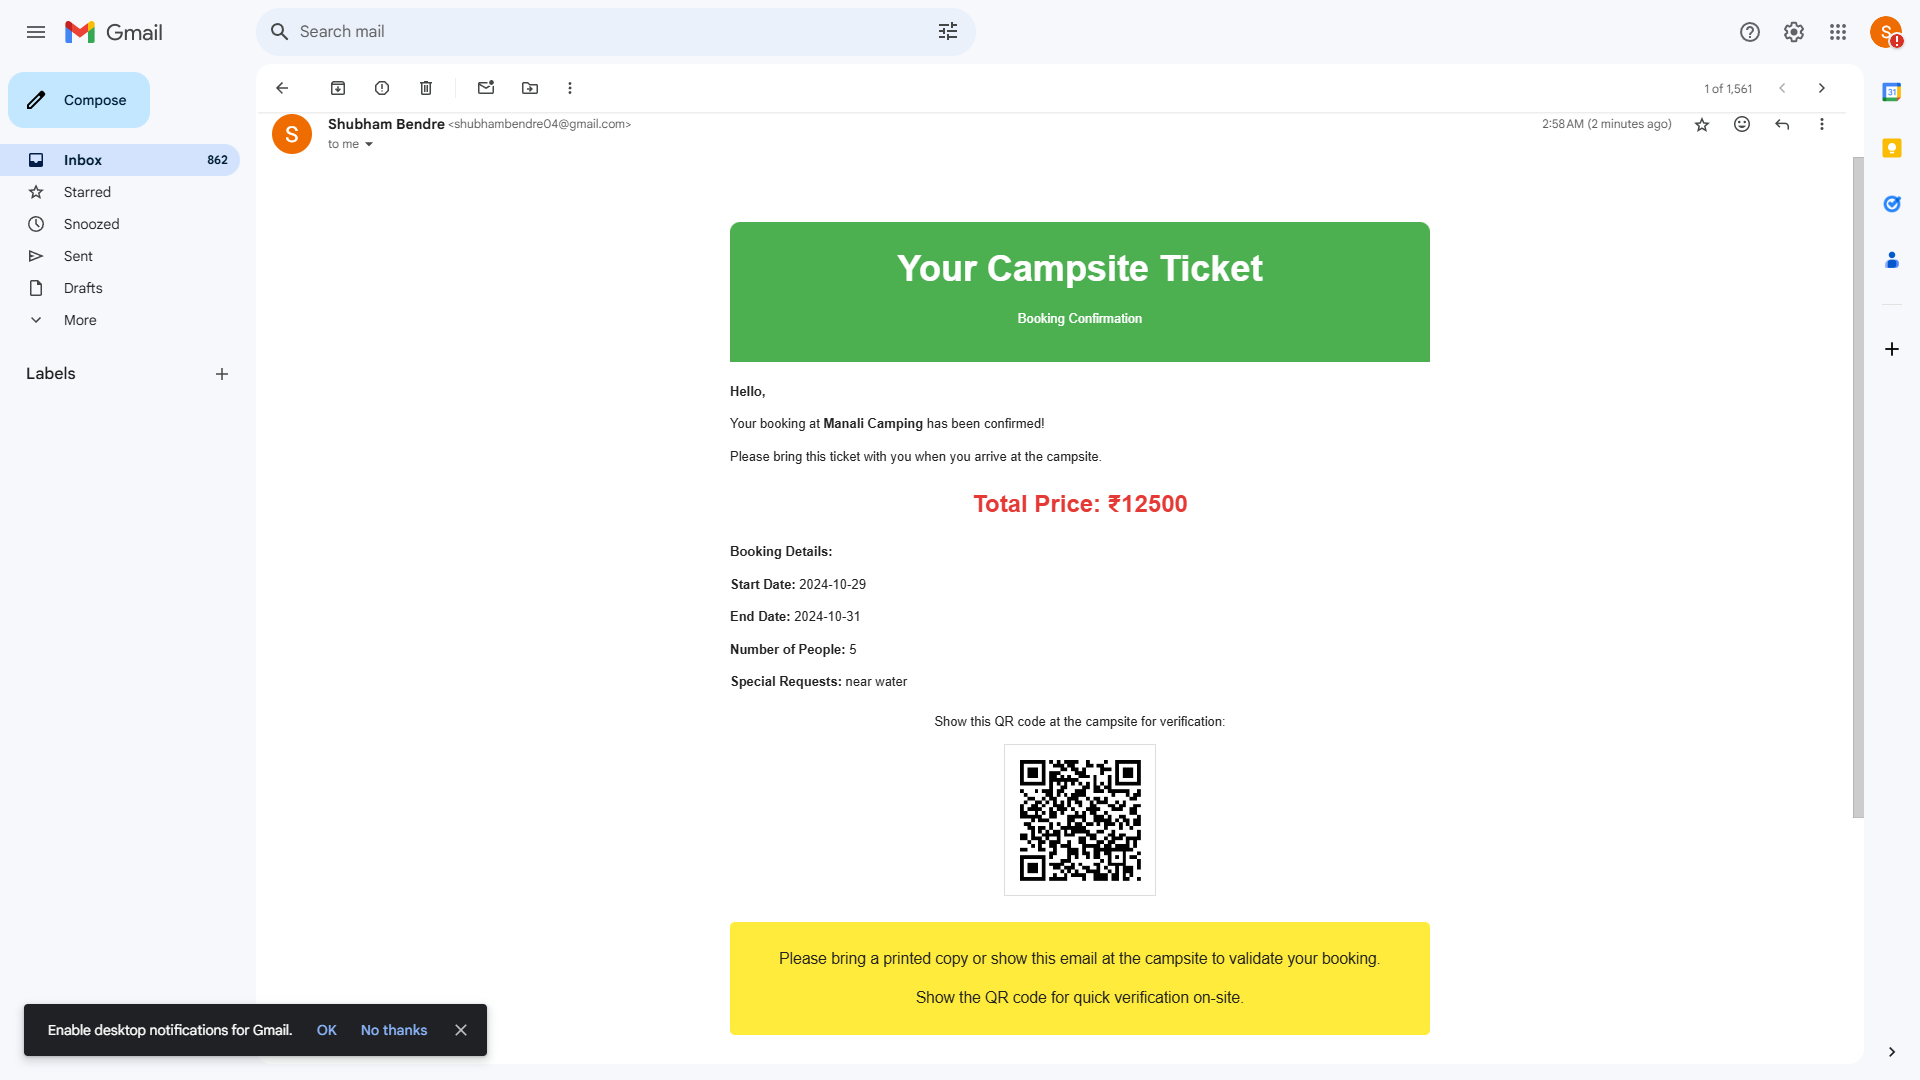 Gmail
Search mail
S
Compose
1 of 1,561
31
Inbox 862
Starred
Snoozed
Sent
Drafts
More
Labels
S
Shubham Bendre <shubhambendre04@gmail.com>
2:58 AM (2 minutes ago)
to me
Your Campsite Ticket
Booking Confirmation
Hello,
Your booking at Manali Camping has been confirmed!
Please bring this ticket with you when you arrive at the campsite.
Total Price: ₹12500
Booking Details:
Start Date: 2024-10-29
End Date: 2024-10-31
Number of People: 5
Special Requests: near water
Show this QR code at the campsite for verification:
Please bring a printed copy or show this email at the campsite to validate your booking.
Show the QR code for quick verification on-site.
Enable desktop notifications for Gmail. OK No thanks